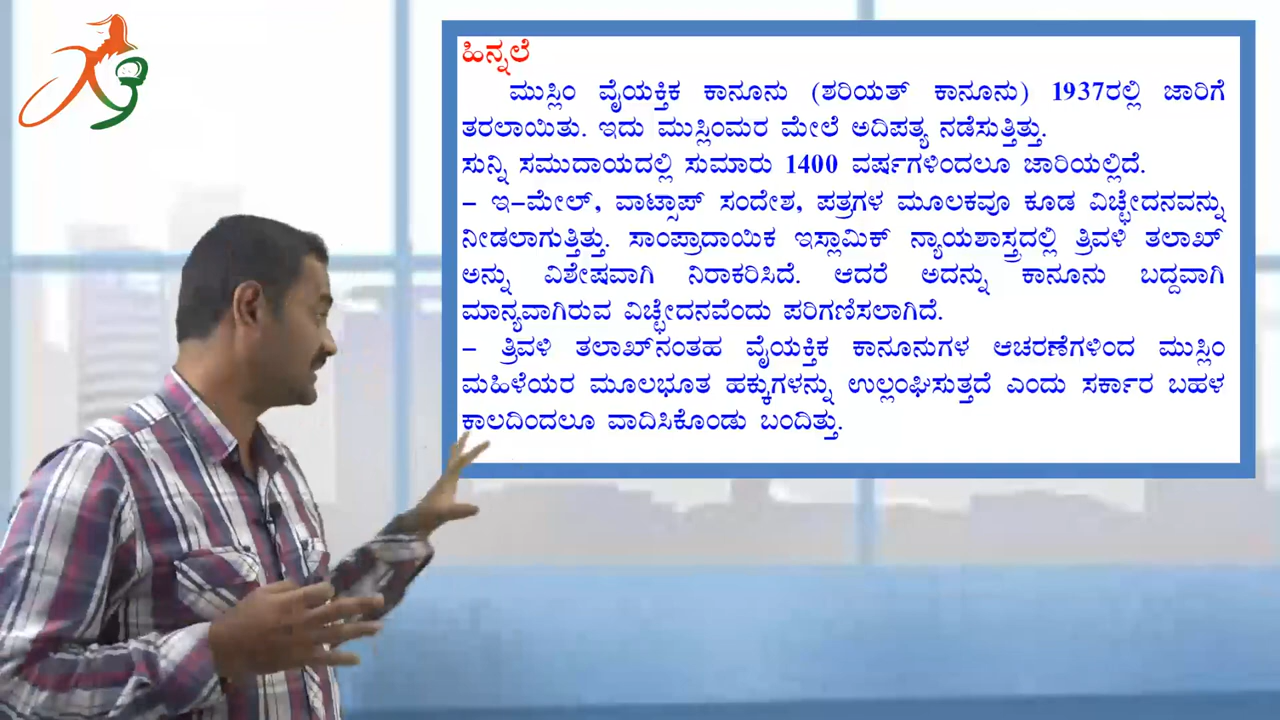 ಹಿನ್ನಲೆ
ಮುಸ್ಲಿಂ ವೈಯಕ್ತಿಕ ಕಾನೂನು (ಶರಿಯತ್ ಕಾನೂನು) 1937ರಲ್ಲಿ ಜಾರಿಗೆ
ತರಲಾಯಿತು. ಇದು ಮುಸ್ಲಿಂಮರ ಮೇಲೆ ಅದಿಪತ್ಯ ನಡೆಸುತ್ತಿತ್ತು.
ಸುನ್ನಿ ಸಮುದಾಯದಲ್ಲಿ ಸುಮಾರು 1400 ವರ್ಷಗಳಿಂದಲೂ ಜಾರಿಯಲ್ಲಿದೆ.
– ಇ–ಮೇಲ್, ವಾಟ್ಸಾಪ್ ಸಂದೇಶ, ಪತ್ರಗಳ ಮೂಲಕವೂ ಕೂಡ ವಿಚ್ಛೇದನವನ್ನು
ನೀಡಲಾಗುತ್ತಿತ್ತು. ಸಾಂಪ್ರಾದಾಯಿಕ ಇಸ್ಲಾಮಿಕ್ ನ್ಯಾಯಶಾಸ್ತ್ರದಲ್ಲಿ ತ್ರಿವಳಿ ತಲಾಖ್
ಅನ್ನು ವಿಶೇಷವಾಗಿ ನಿರಾಕರಿಸಿದೆ. ಆದರೆ ಅದನ್ನು ಕಾನೂನು ಬದ್ದವಾಗಿ
ಮಾನ್ಯವಾಗಿರುವ ವಿಚ್ಛೇದನವೆಂದು ಪರಿಗಣಿಸಲಾಗಿದೆ.
– ತ್ರಿವಳಿ ತಲಾಖ್‌ನಂತಹ ವೈಯಕ್ತಿಕ ಕಾನೂನುಗಳ ಆಚರಣೆಗಳಿಂದ ಮುಸ್ಲಿಂ
ಮಹಿಳೆಯರ ಮೂಲಭೂತ ಹಕ್ಕುಗಳನ್ನು ಉಲ್ಲಂಘಿಸುತ್ತದೆ ಎಂದು ಸರ್ಕಾರ ಬಹಳ
ಕಾಲದಿಂದಲೂ ವಾದಿಸಿಕೊಂಡು ಬಂದಿತ್ತು.